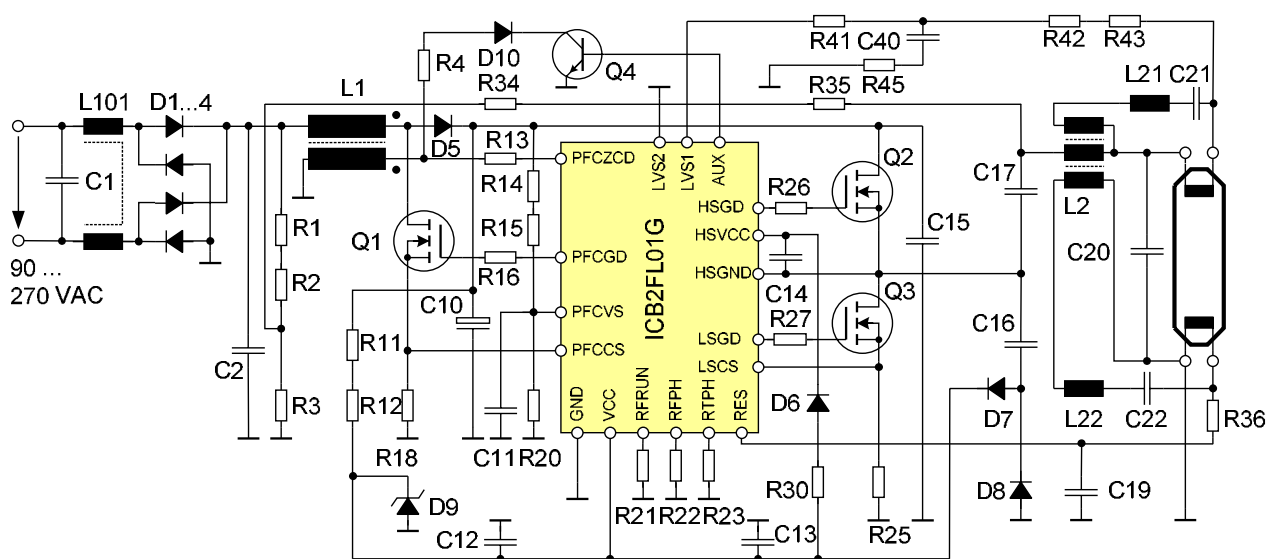 R41
C40
R42
R43
D10
Q4
R4
R45
R34
R35
L21
C21
L101
D1...4
L1
D5
R13
PFCZCD
LVS2
LVS1
AUX
Q2
C1
R14
HSGD
R26
C17
L2
R1
Q1
R15
HSVCC
C15
R16
PFCGD
ICB2FL01G
C20
90 ...
270 VAC
R2
HSGND
C14
Q3
C10
PFCVS
R27
C16
R11
LSGD
C2
PFCCS
LSCS
R3
R12
GND
VCC
RFRUN
RFPH
RTPH
RES
D6
D7
L22
C22
R36
R18
C11
R20
R30
D8
C19
D9
R21
R22
R23
R25
C12
C13